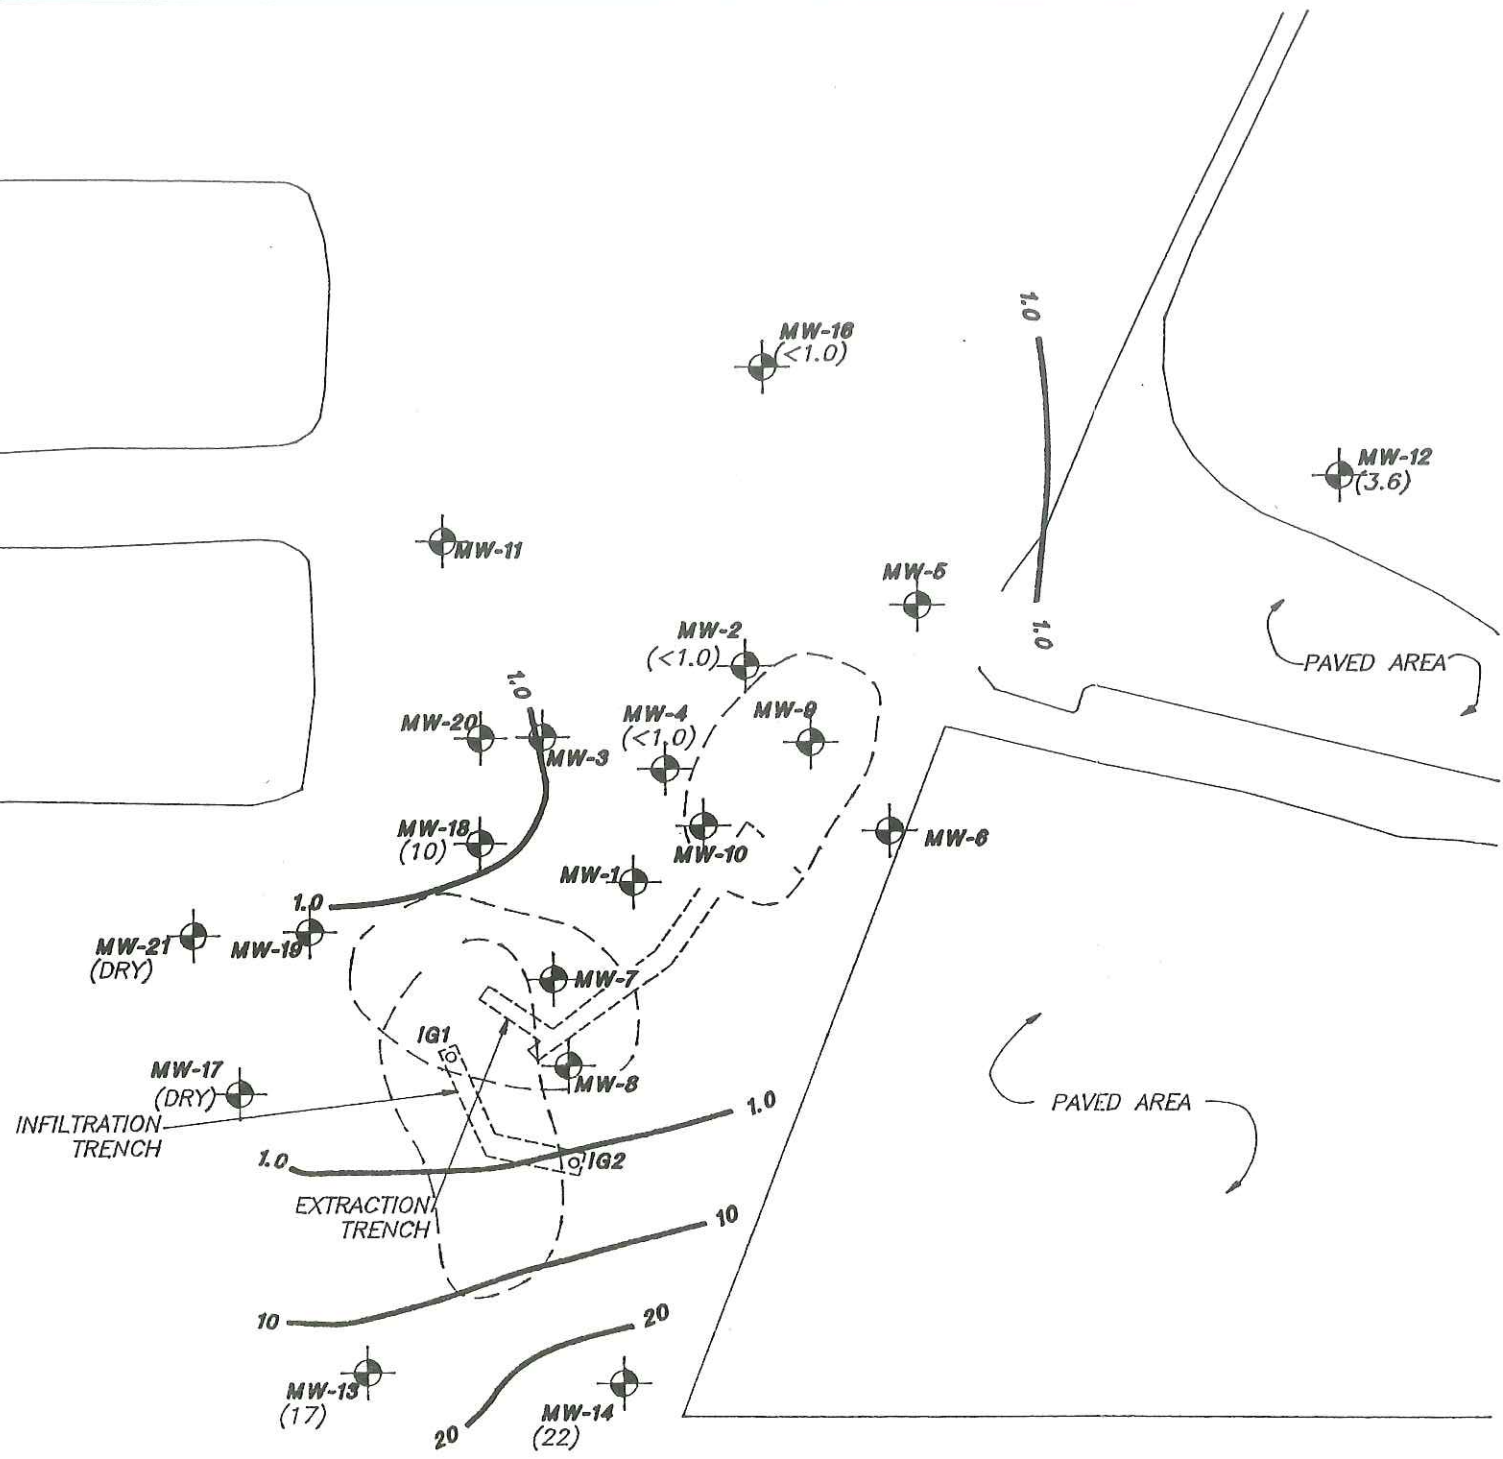 1.0
MW-16
(<1.0)
MW-12
(3.6)
MW-11
MW-5
1.0
MW-2
(<1.0)
PAVED AREA
1.0
MW-20
MW-3
MW-4
(<1.0)
MW-9
MW-18
(10)
MW-10
MW-6
MW-1
1.0
MW-21
(DRY)
MW-19
MW-7
IG1
MW-17
(DRY)
MW-8
INFILTRATION
TRENCH
1.0
PAVED AREA
1.0
IG2
EXTRACTION
TRENCH
10
10
20
MW-13
(17)
MW-14
(22)
20